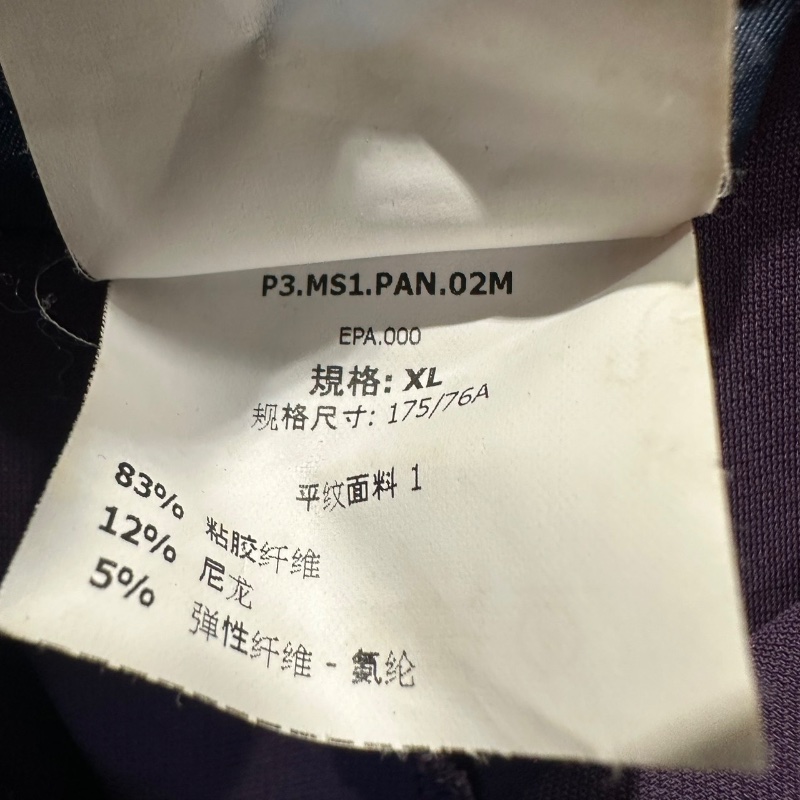 P3.MS1.PAN.02M
EPA.000
規格: XL
规格尺寸: 175/76A
平纹面料 1
83% 粘胶纤维
12% 尼龙
5% 弹性纤维 - 氨纶